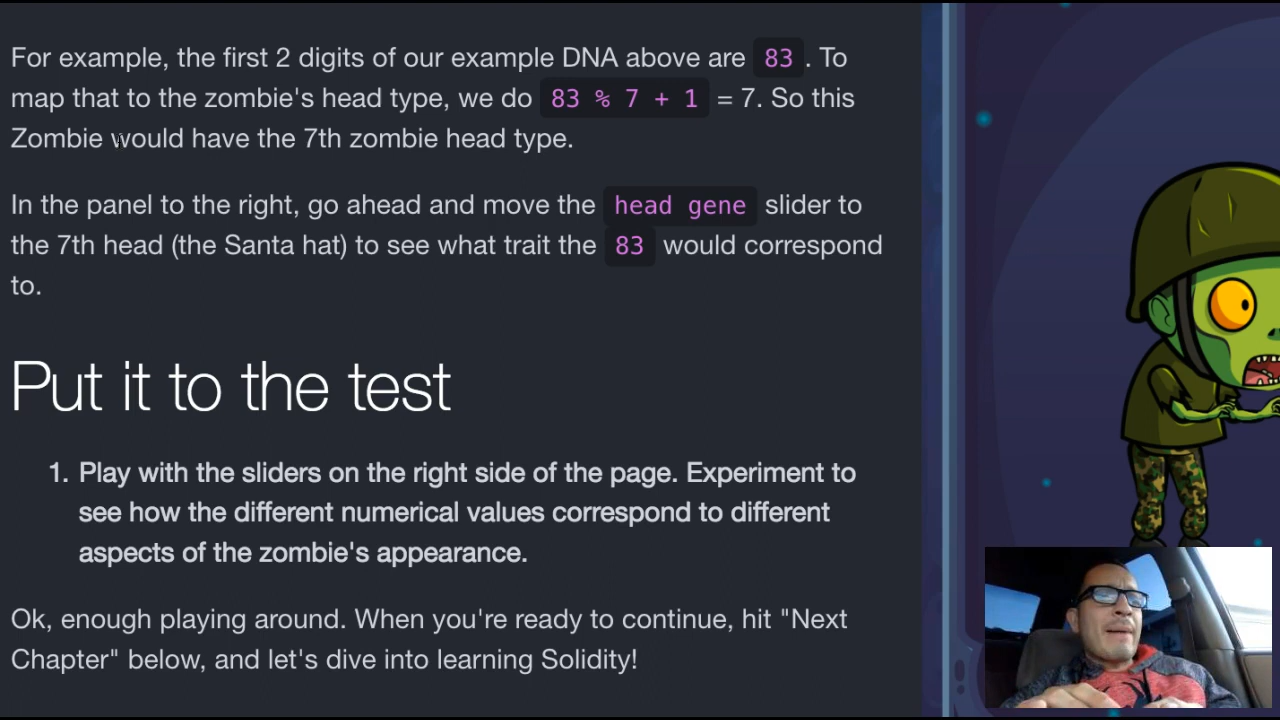 For example, the first 2 digits of our example DNA above are 83 . To
map that to the zombie's head type, we do 83 % 7 + 1 = 7. So this
Zombie would have the 7th zombie head type.
In the panel to the right, go ahead and move the head gene slider to
the 7th head (the Santa hat) to see what trait the 83 would correspond
to.
Put it to the test
1. Play with the sliders on the right side of the page. Experiment to
see how the different numerical values correspond to different
aspects of the zombie's appearance.
Ok, enough playing around. When you're ready to continue, hit "Next
Chapter" below, and let's dive into learning Solidity!